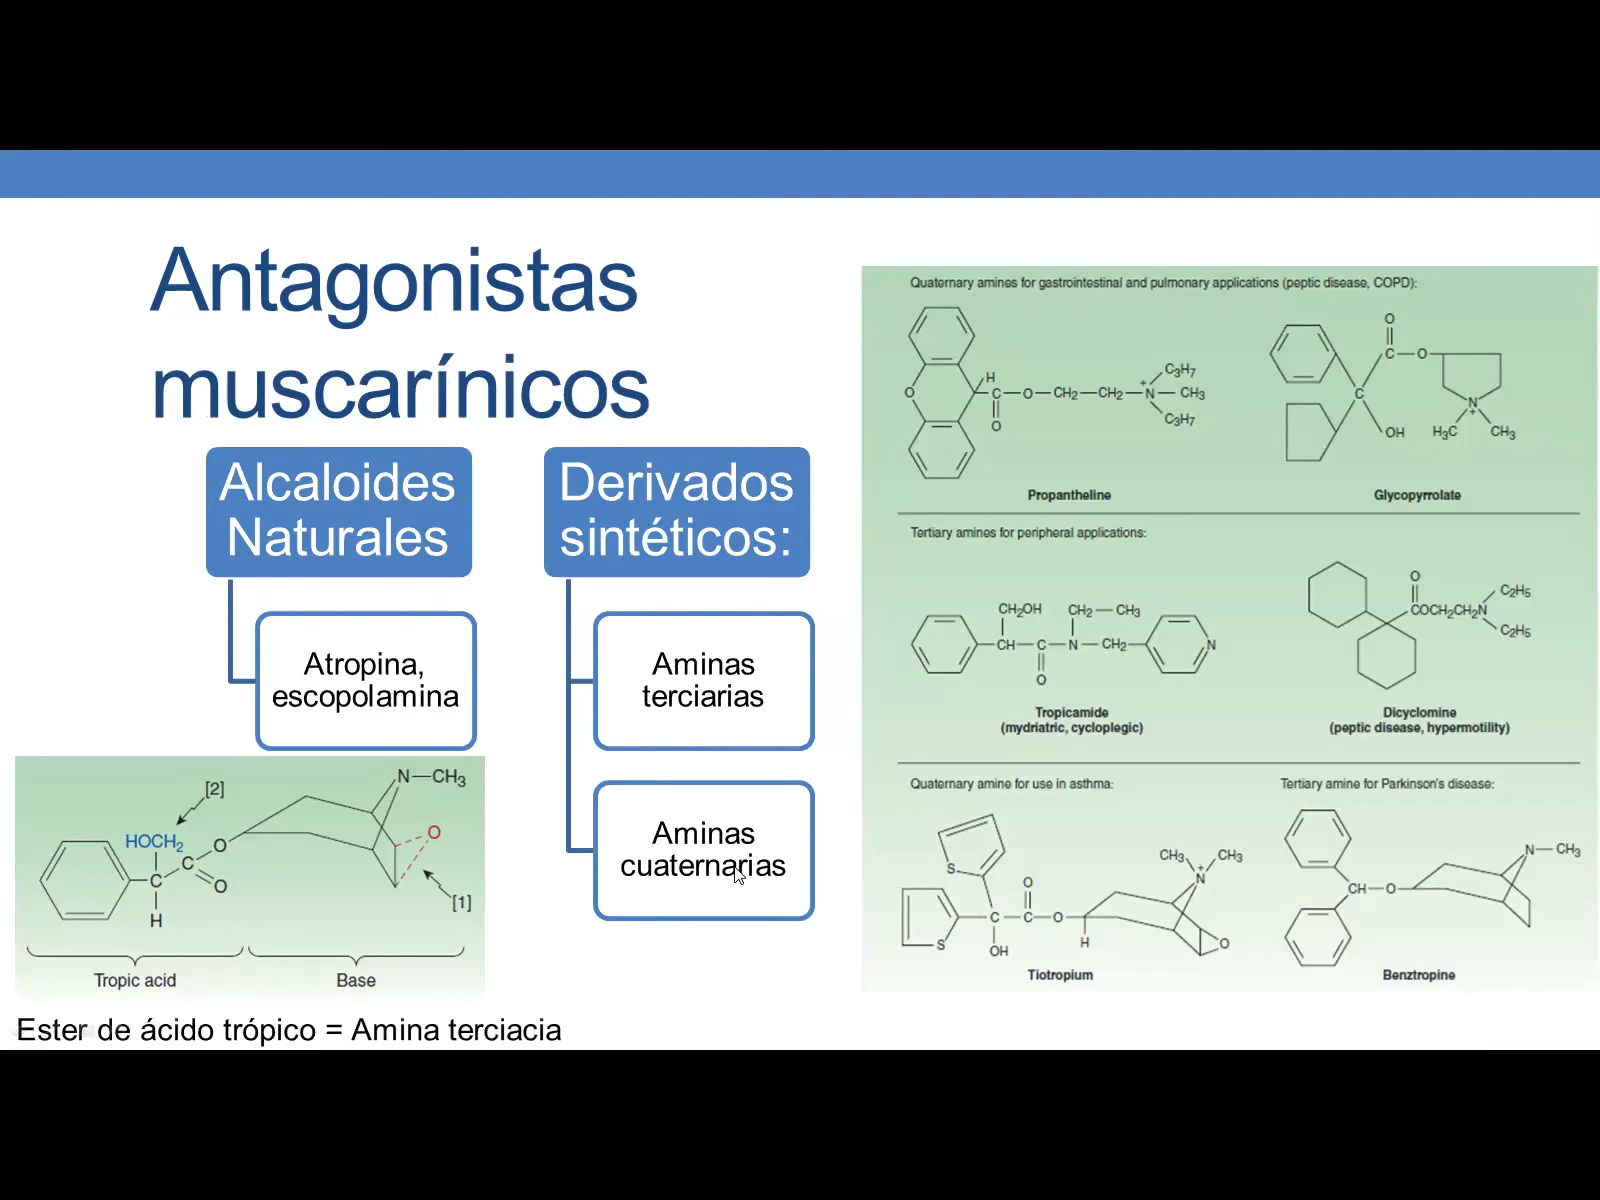 Antagonistas
muscarínicos
Alcaloides
Naturales
Atropina,
escopolamina
Derivados
sintéticos:
Aminas
terciarias
Aminas
cuaternarias
[2]
HOCH2
N—CH3
O
O
C
C
O
H
[1]
Tropic acid
Base
Ester de ácido trópico = Amina terciacia
Quaternary amines for gastrointestinal and pulmonary applications (peptic disease, COPD):
O
H
C—O—CH2—CH2—N+—CH3
C3H7
C3H7
O
Propantheline
O
C—O
C
OH
N+
H3C
CH3
Glycopyrrolate
Tertiary amines for peripheral applications:
CH2OH
CH2—CH3
CH—C—N—CH2
N
O
Tropicamide
(mydriatric, cycloplegic)
O
COCH2CH2N
C2H5
C2H5
Dicyclomine
(peptic disease, hypermotility)
Quaternary amine for use in asthma:
S
S
O
C—C—O
OH
H
CH3
CH3
N+
O
Tiotropium
Tertiary amine for Parkinson's disease:
CH—O
N—CH3
Benztropine